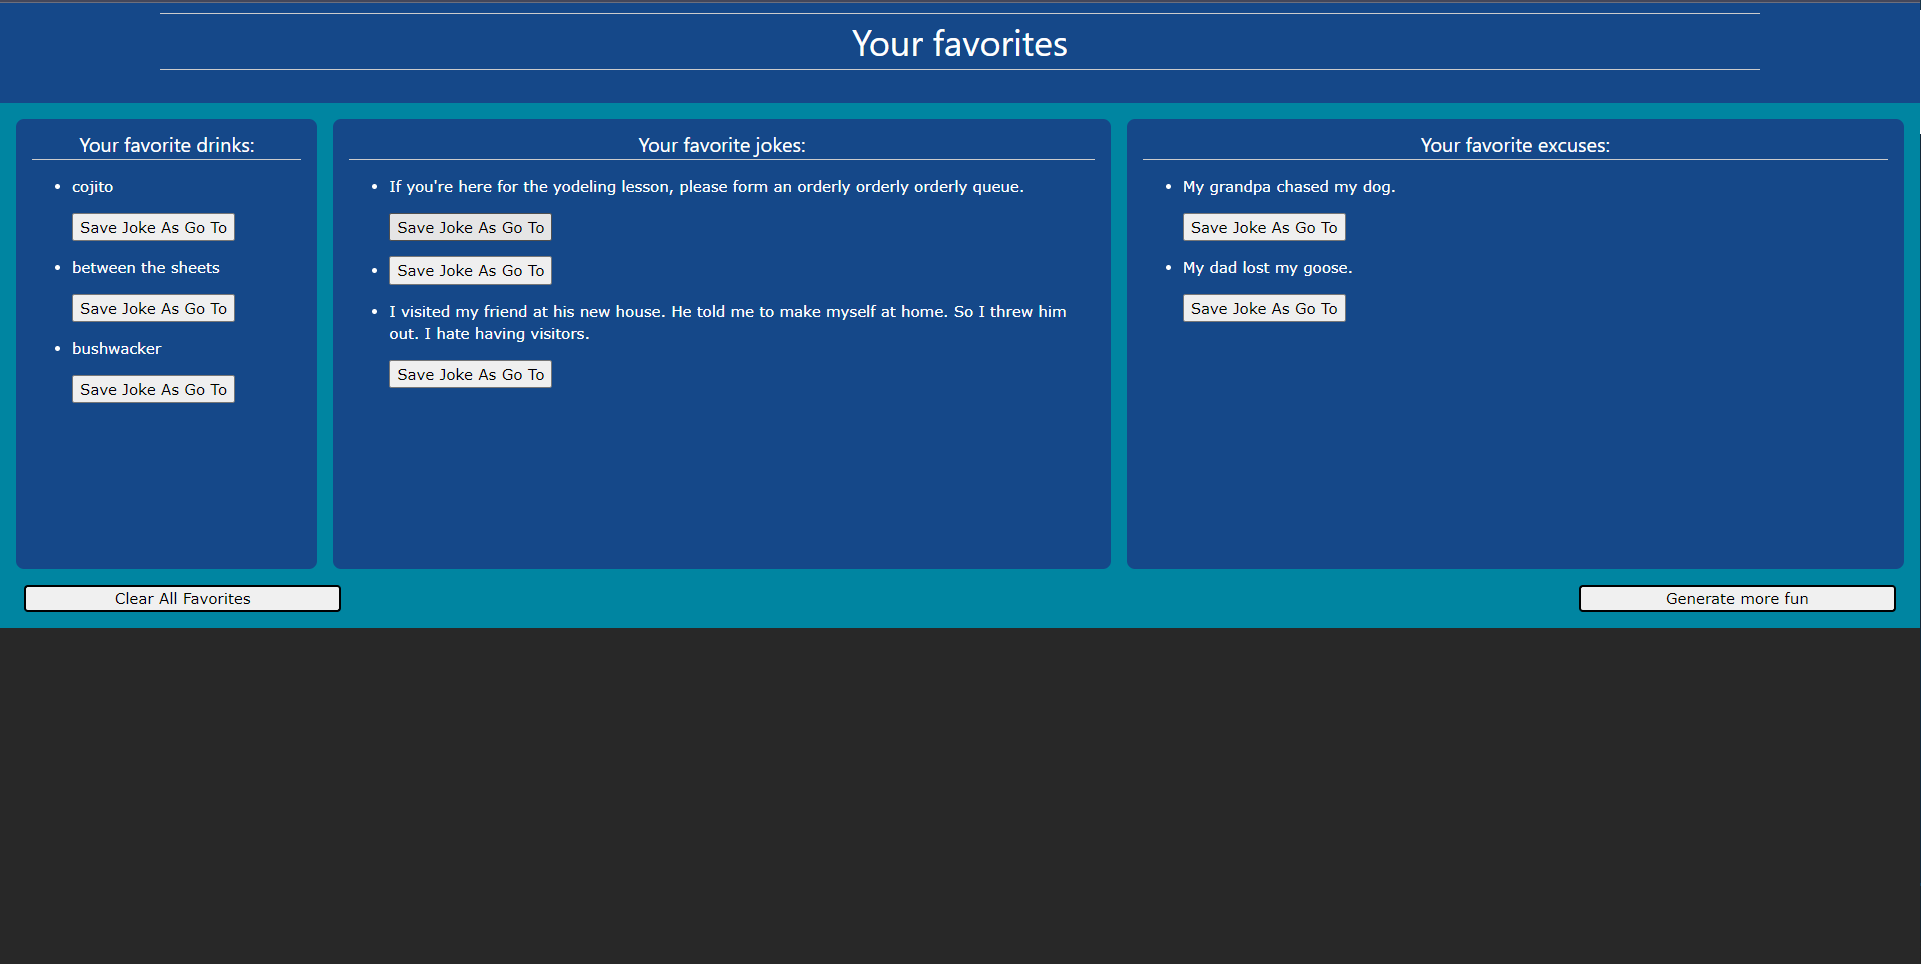 Your favorites
Your favorite drinks:
cojito
Save Joke As Go To
between the sheets
Save Joke As Go To
bushwacker
Save Joke As Go To
Your favorite jokes:
If you're here for the yodeling lesson, please form an orderly orderly orderly queue.
Save Joke As Go To
Save Joke As Go To
I visited my friend at his new house. He told me to make myself at home. So I threw him
out. I hate having visitors.
Save Joke As Go To
Your favorite excuses:
My grandpa chased my dog.
Save Joke As Go To
My dad lost my goose.
Save Joke As Go To
Clear All Favorites
Generate more fun